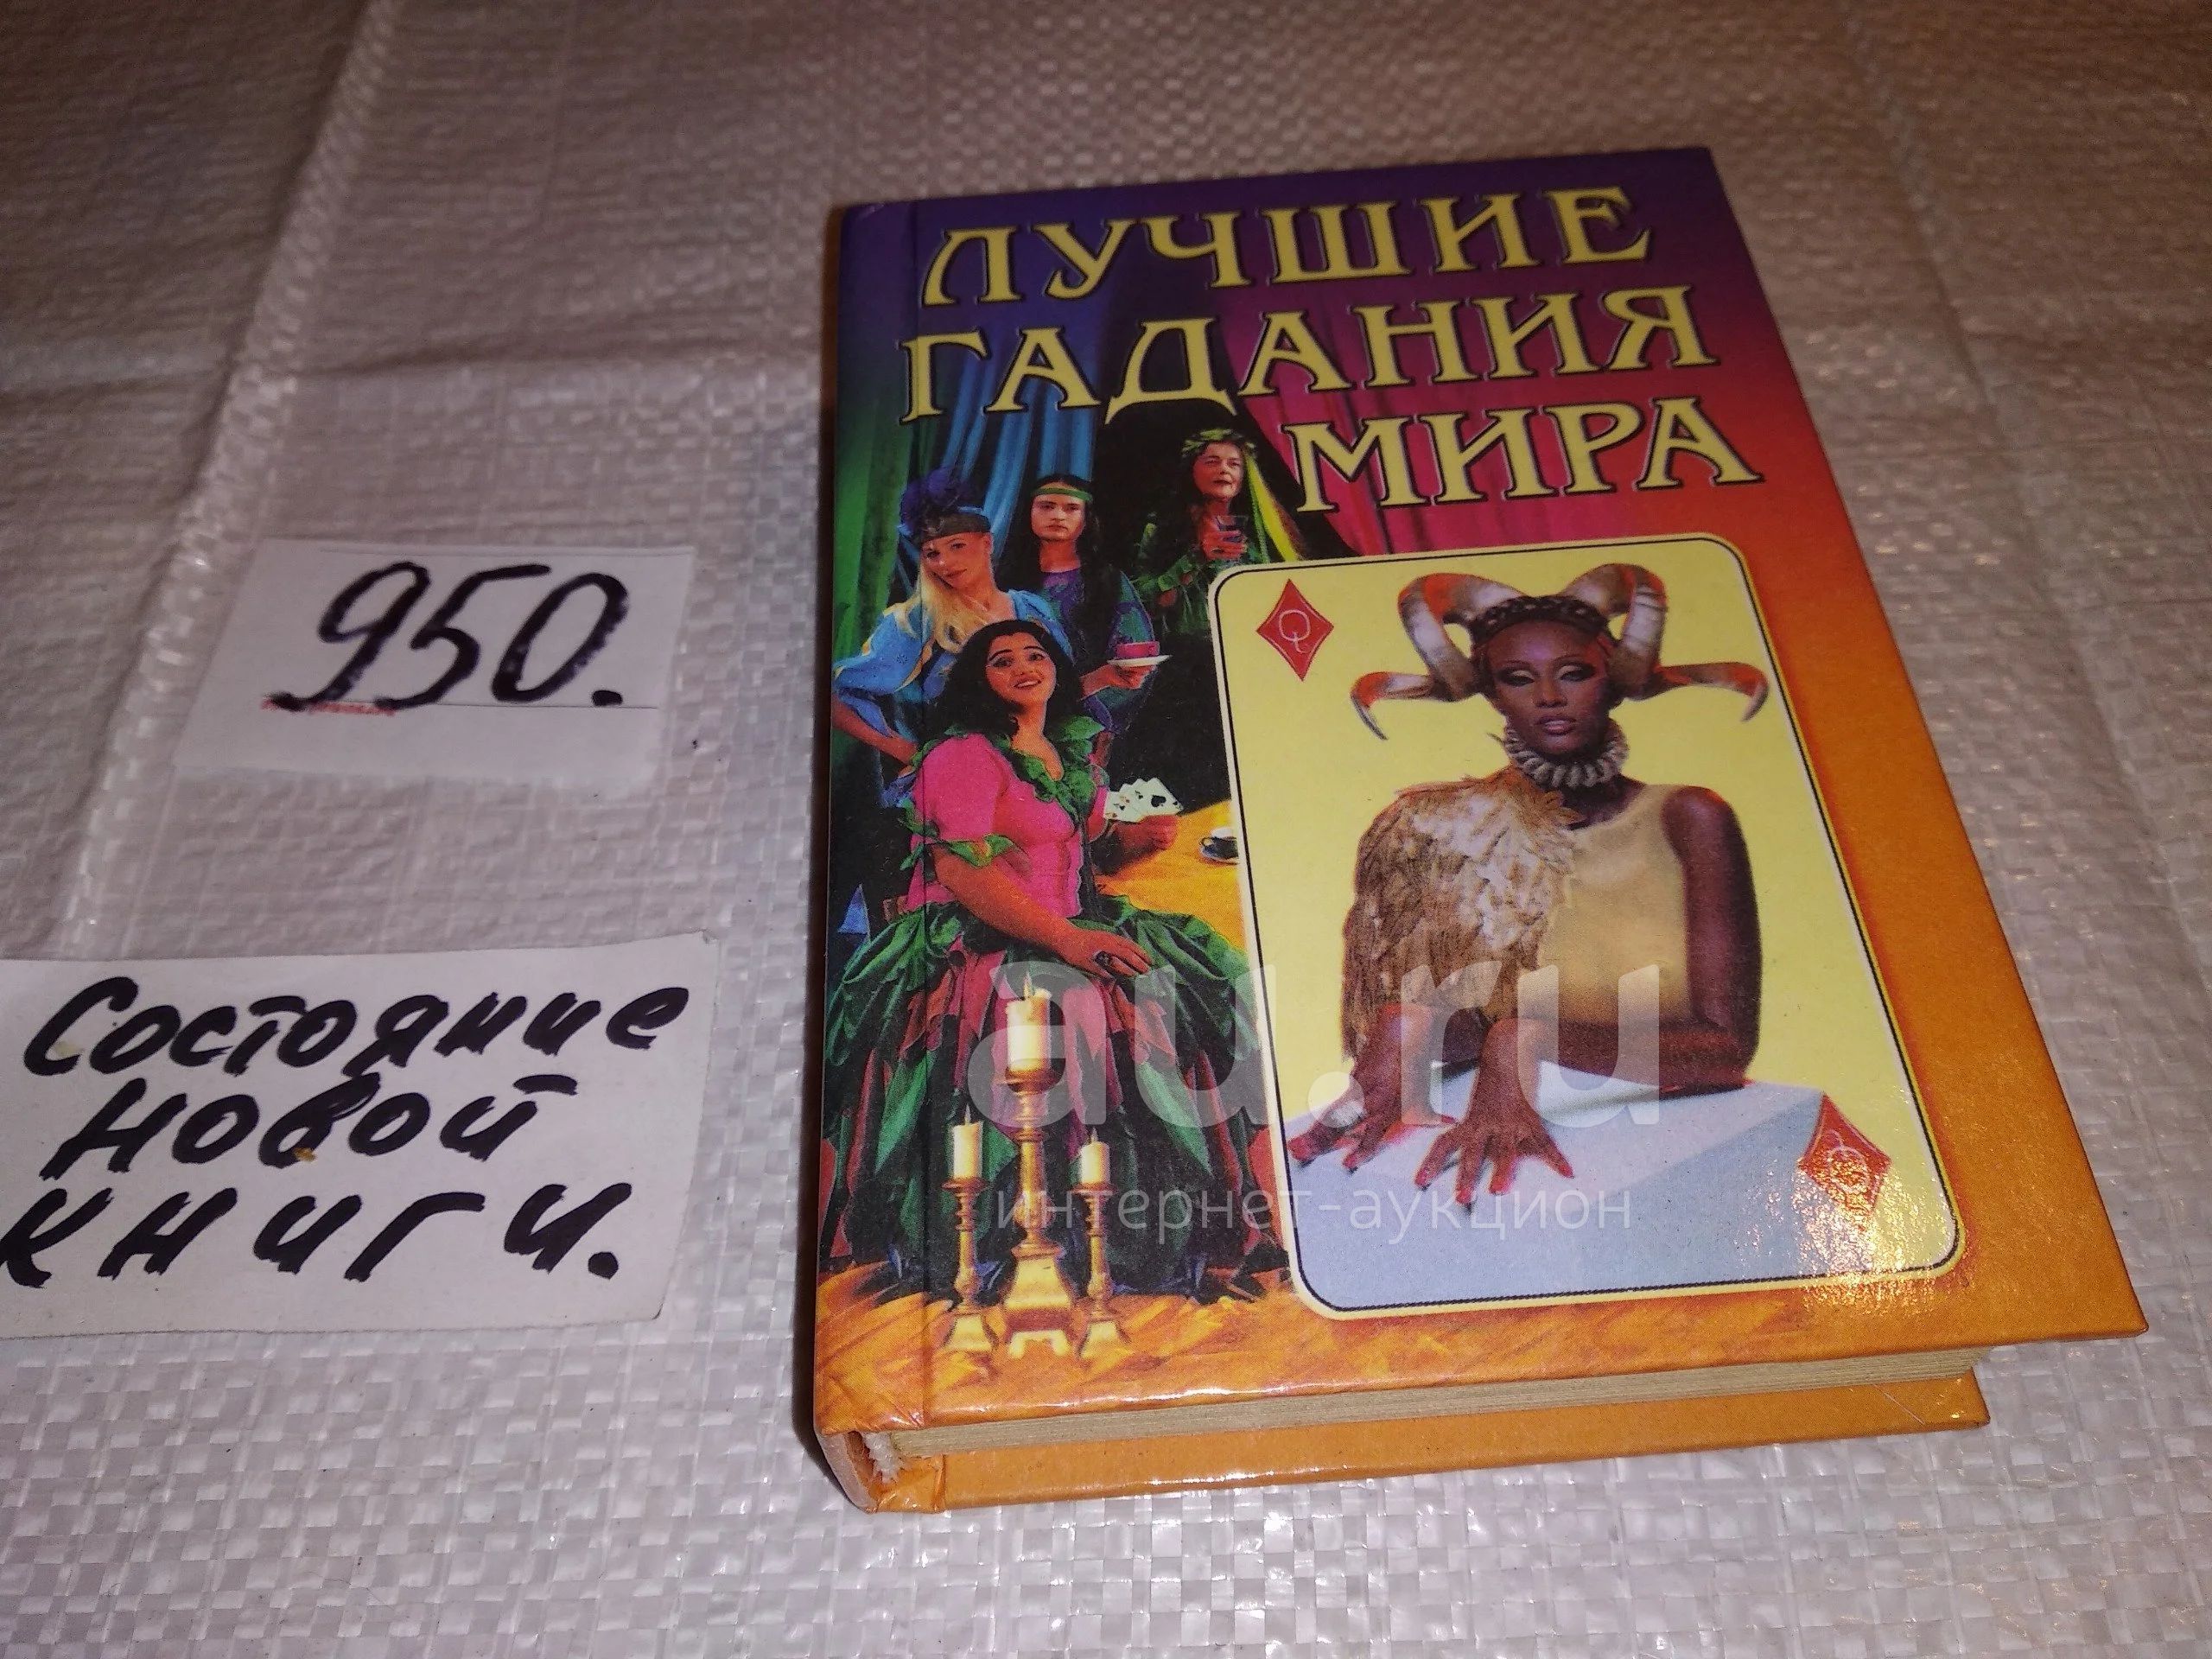 ЛУЧШИЕ
ГАДАНИЯ
МИРА
Q
Q
950.
Состояние
новой
книги.
au.ru
интернет-аукцион